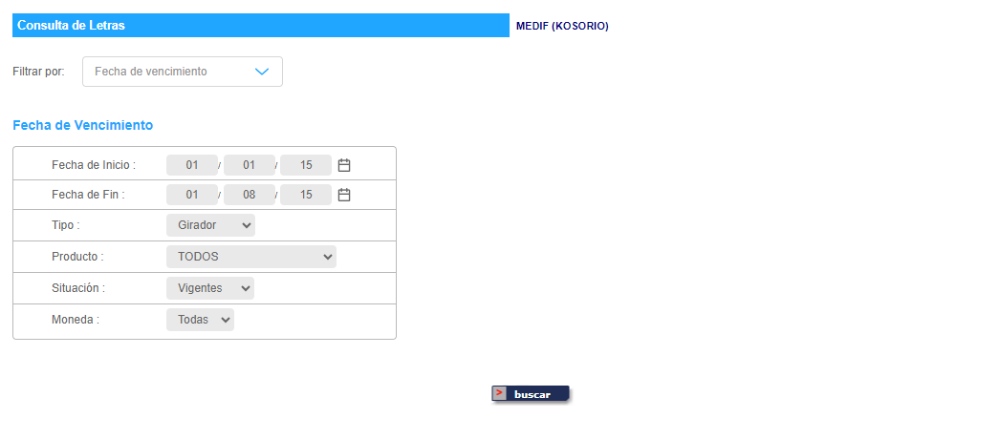 Consulta de Letras MEDIF (KOSORIO)
Filtrar por: Fecha de vencimiento
Fecha de Vencimiento
Fecha de Inicio : 01 / 01 / 15
Fecha de Fin : 01 / 08 / 15
Tipo : Girador
Producto : TODOS
Situación : Vigentes
Moneda : Todas
> buscar